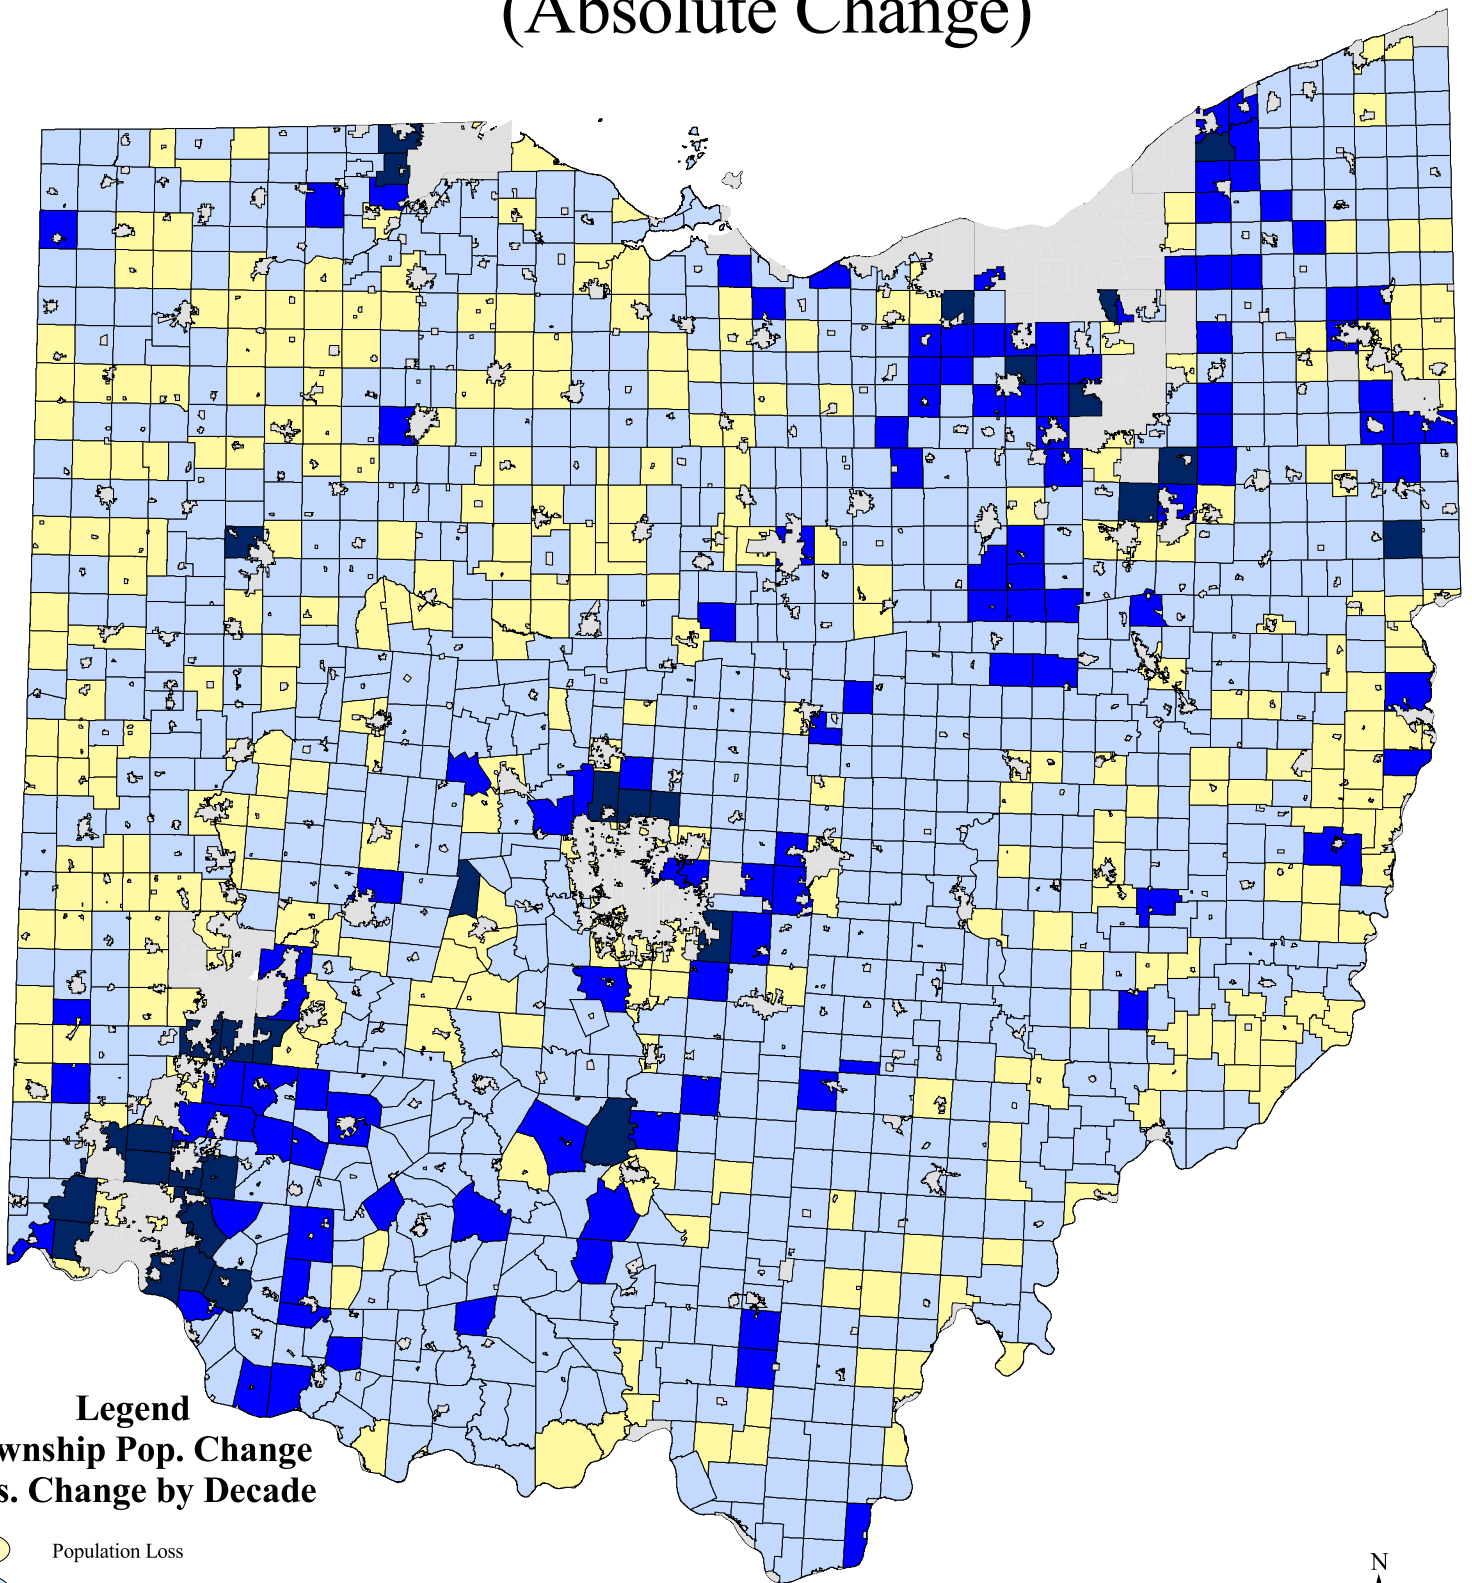 (Absolute Change)
Legend
wnship Pop. Change
s. Change by Decade
Population Loss
N